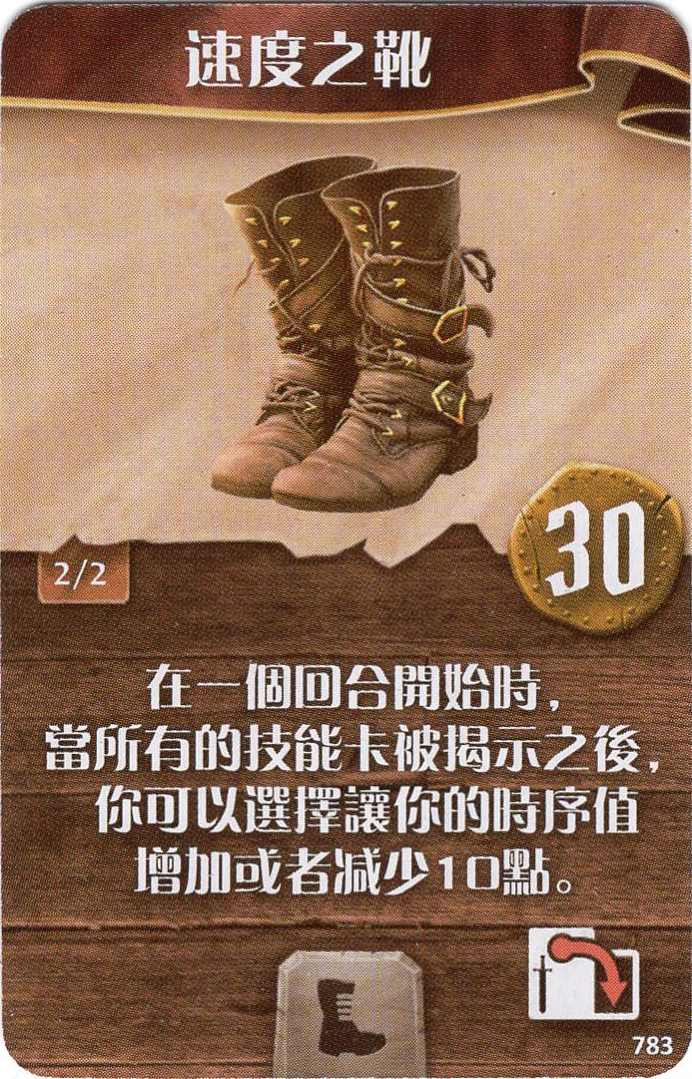 速度之靴
30
2/2
在一個回合開始時，
當所有的技能卡被揭示之後，
你可以選擇讓你的時序值
增加或者減少10點。
783